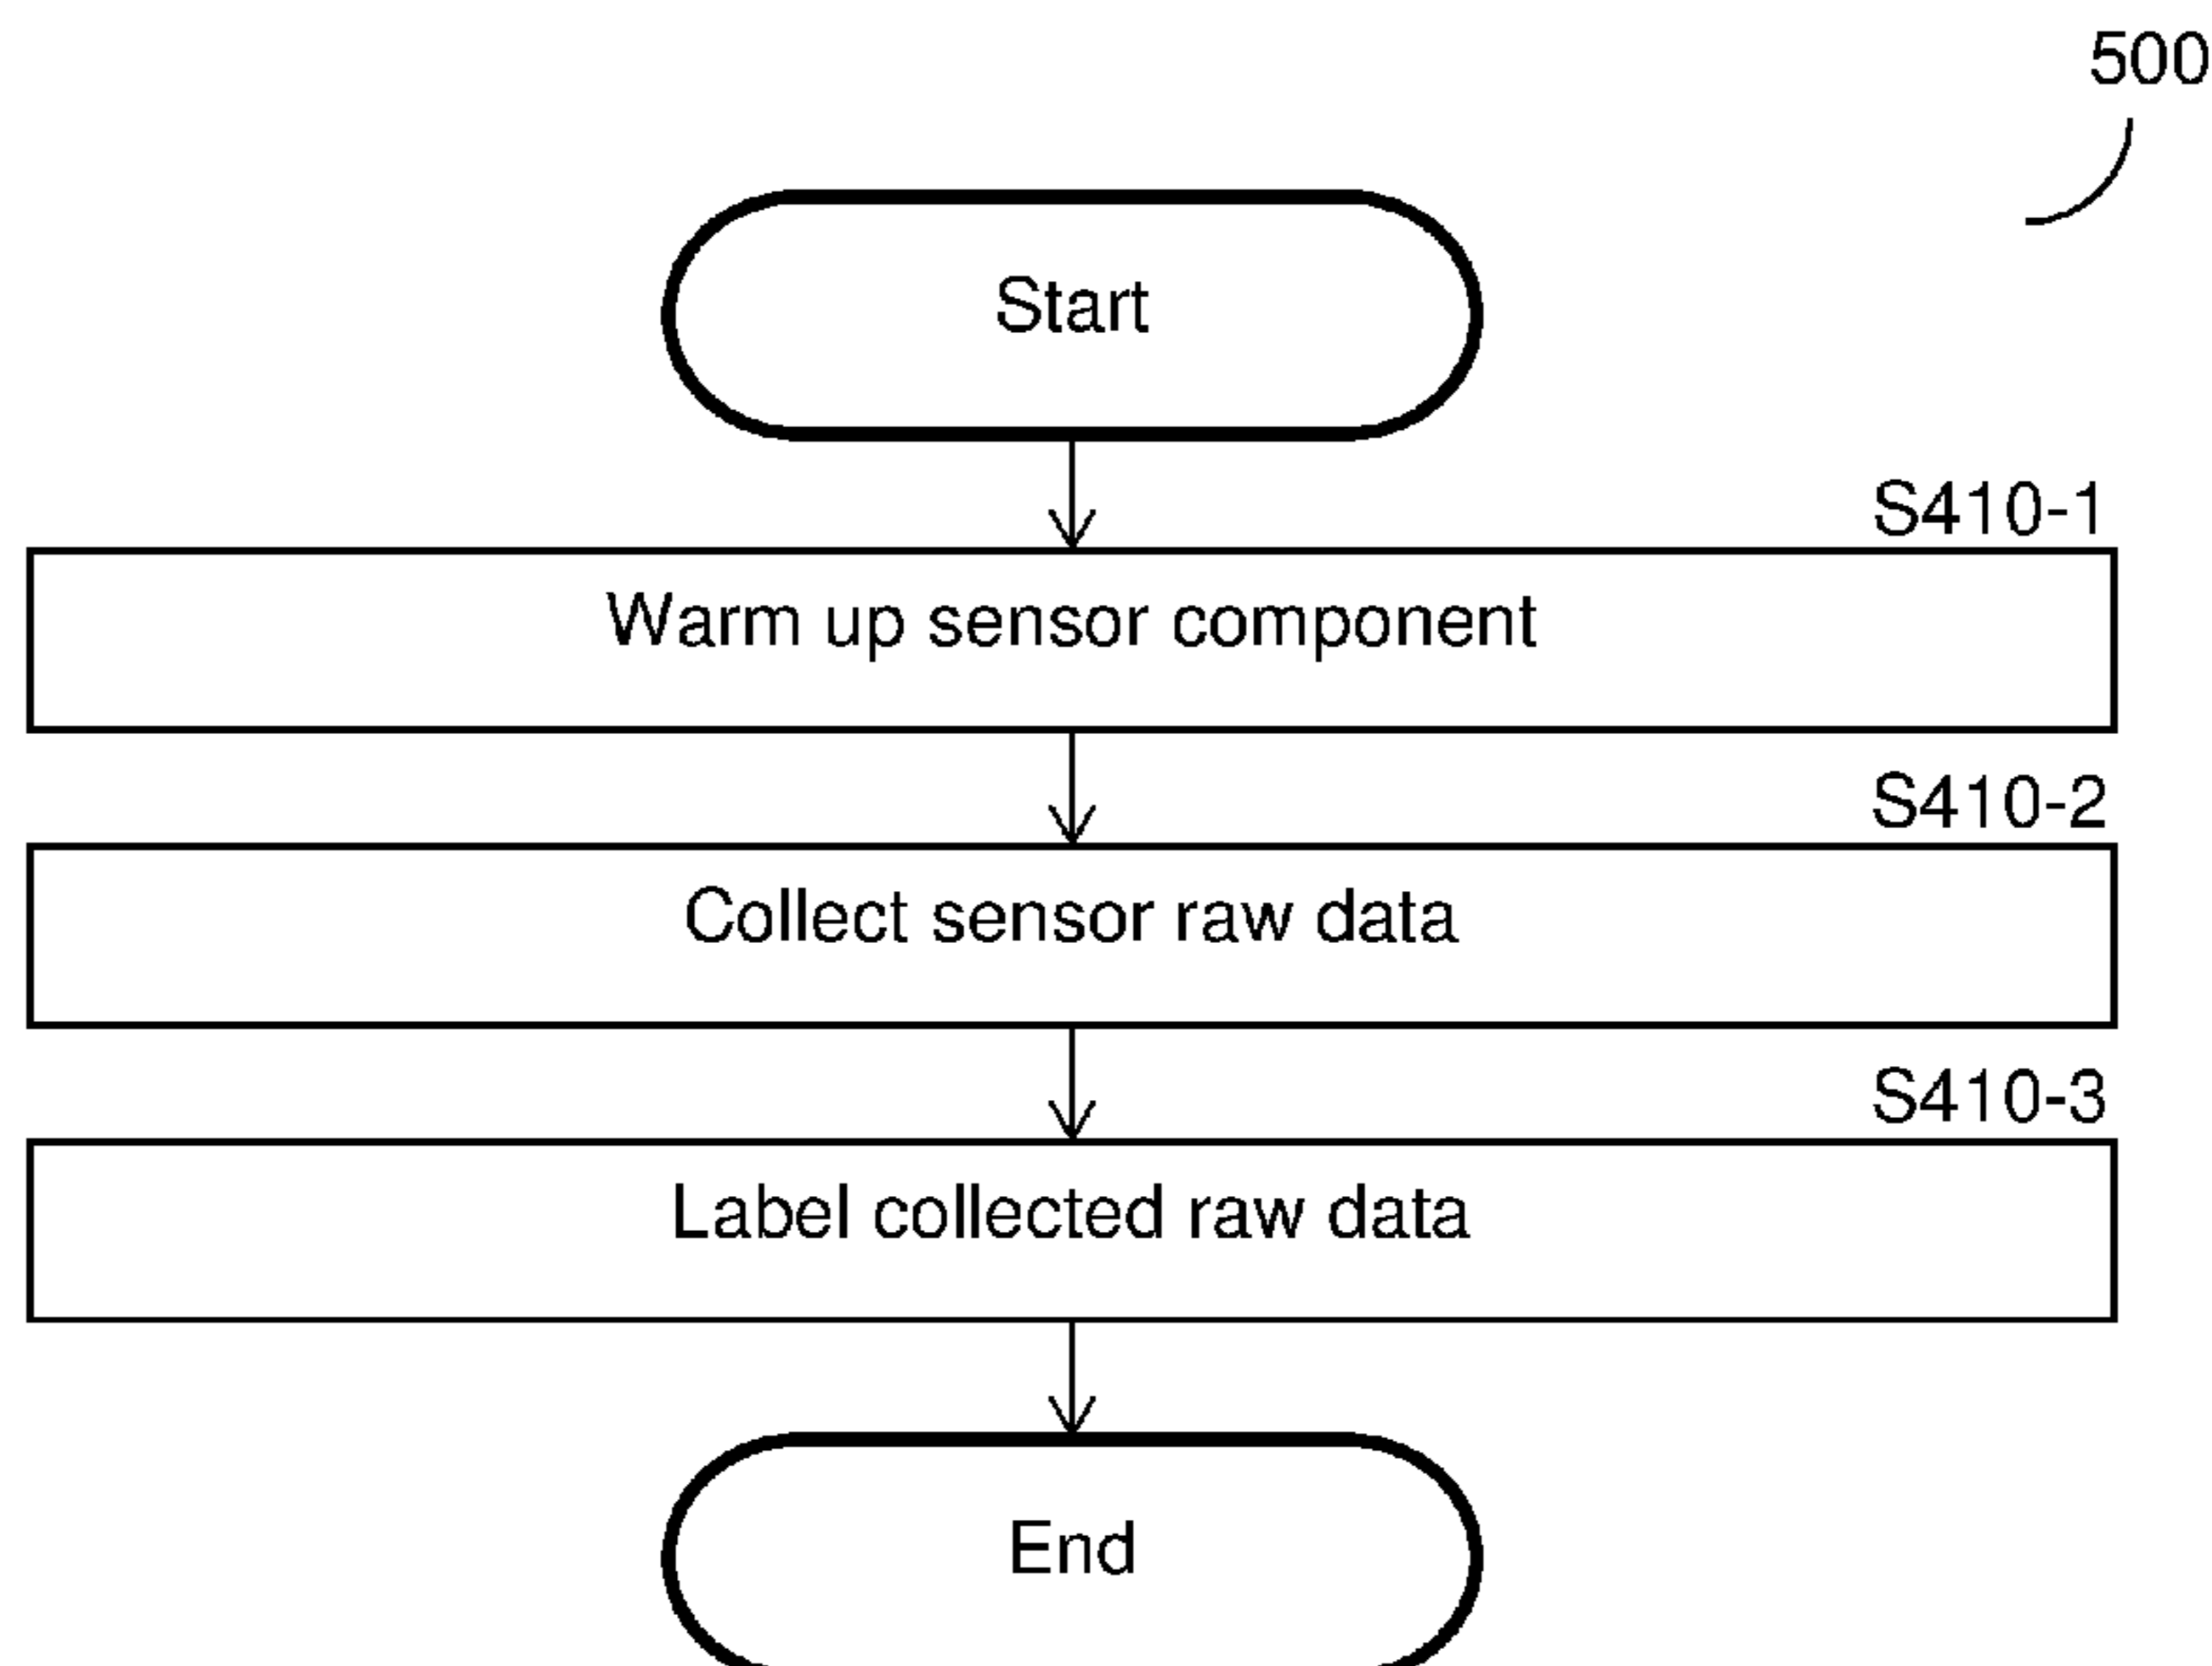 500
Start
S410-1
Warm up sensor component
S410-2
Collect sensor raw data
S410-3
Label collected raw data
End